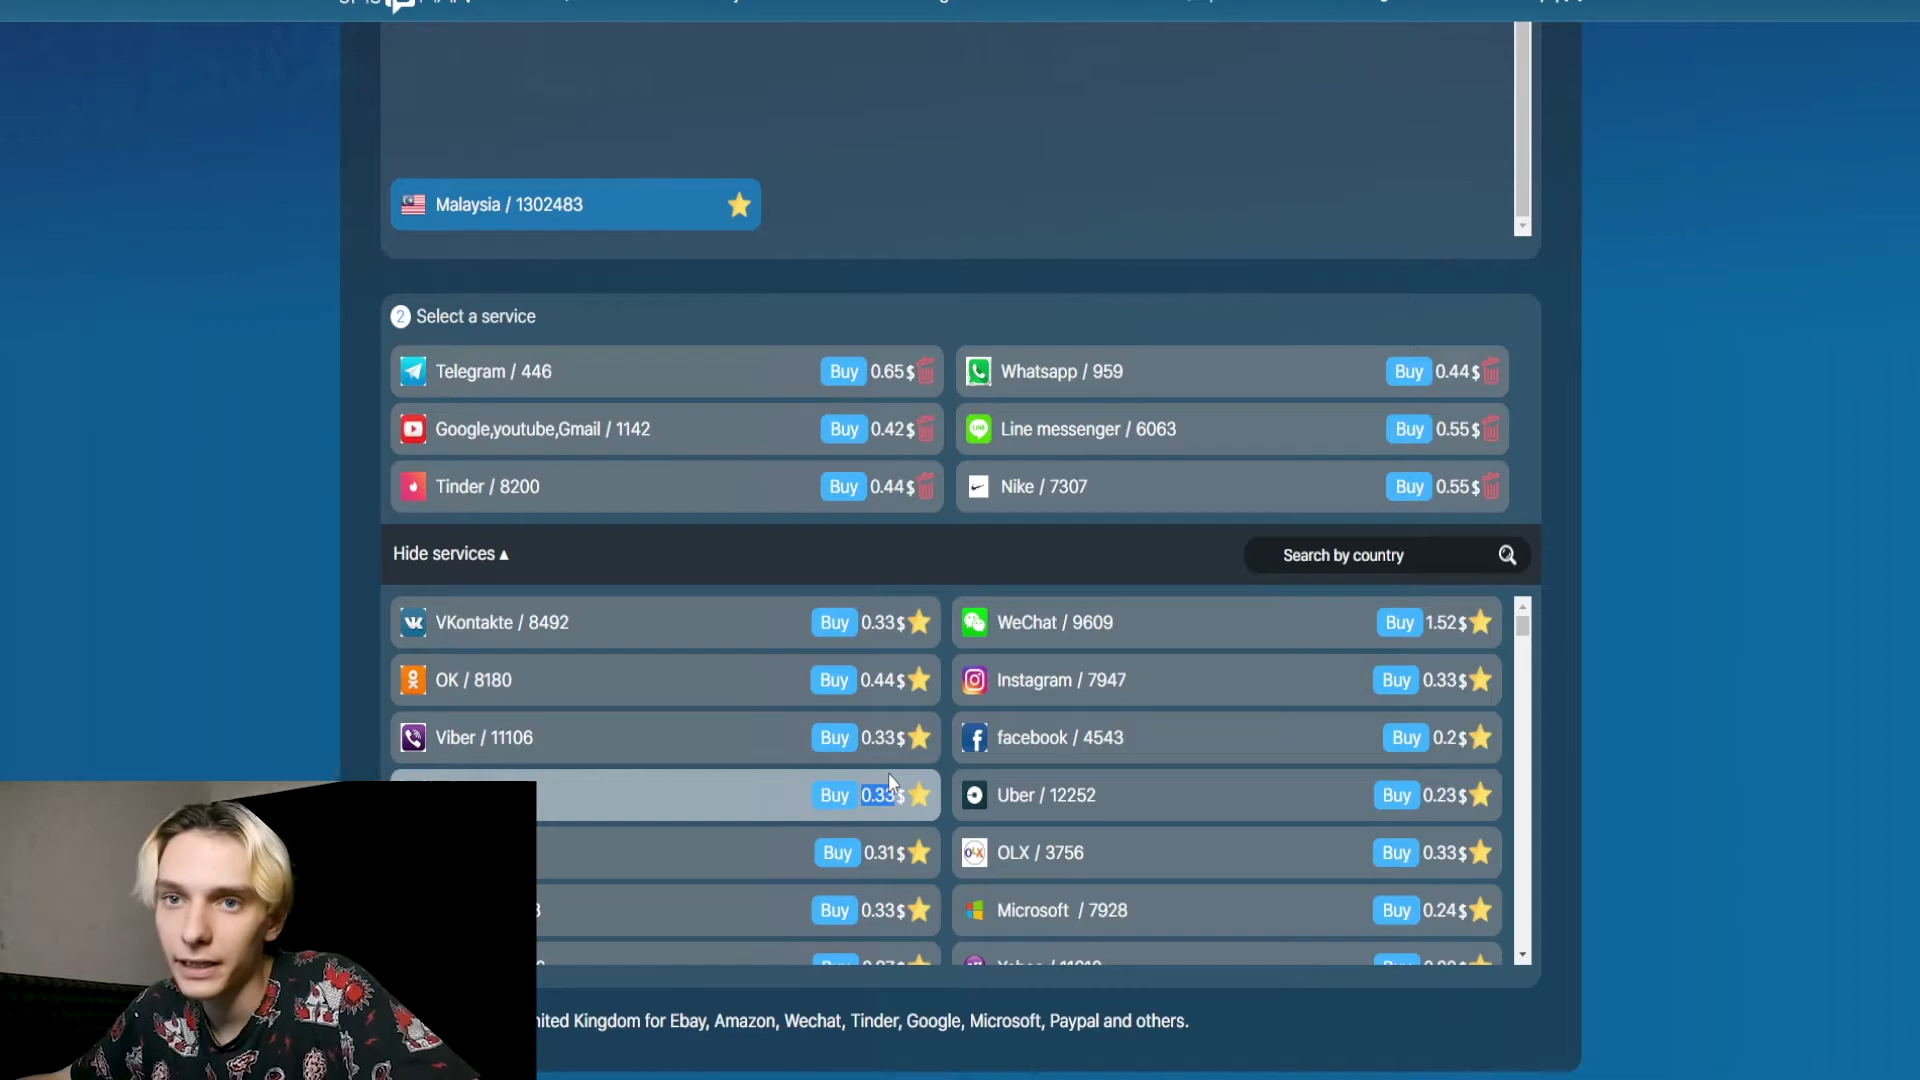 Malaysia / 1302483
2 Select a service
Telegram / 446 Buy 0.65$
Whatsapp / 959 Buy 0.44$
Google,youtube,Gmail / 1142 Buy 0.42$
Line messenger / 6063 Buy 0.55$
Tinder / 8200 Buy 0.44$
Nike / 7307 Buy 0.55$
Hide services ▴
Search by country
VKontakte / 8492 Buy 0.33$
WeChat / 9609 Buy 1.52$
OK / 8180 Buy 0.44$
Instagram / 7947 Buy 0.33$
Viber / 11106 Buy 0.33$
facebook / 4543 Buy 0.2$
Buy 0.33$
Uber / 12252 Buy 0.23$
Buy 0.31$
OLX / 3756 Buy 0.33$
Buy 0.33$
Microsoft / 7928 Buy 0.24$
Kingdom for Ebay, Amazon, Wechat, Tinder, Google, Microsoft, Paypal and others.